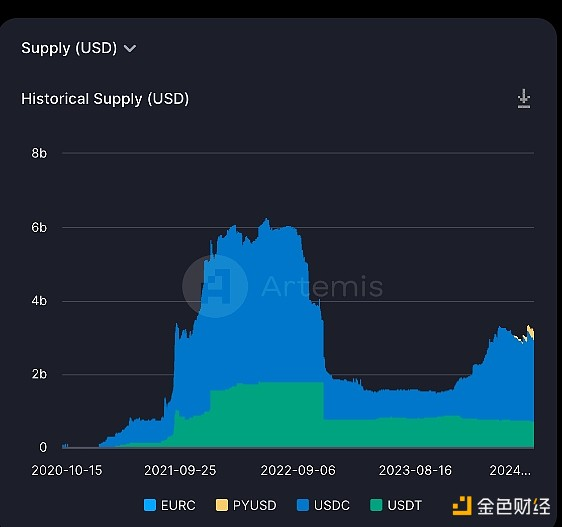 Supply (USD)
Historical Supply (USD)
8b
6b
4b
2b
0
Artemis
2020-10-15 2021-09-25 2022-09-06 2023-08-16 2024...
EURC PYUSD USDC USDT
金色财经